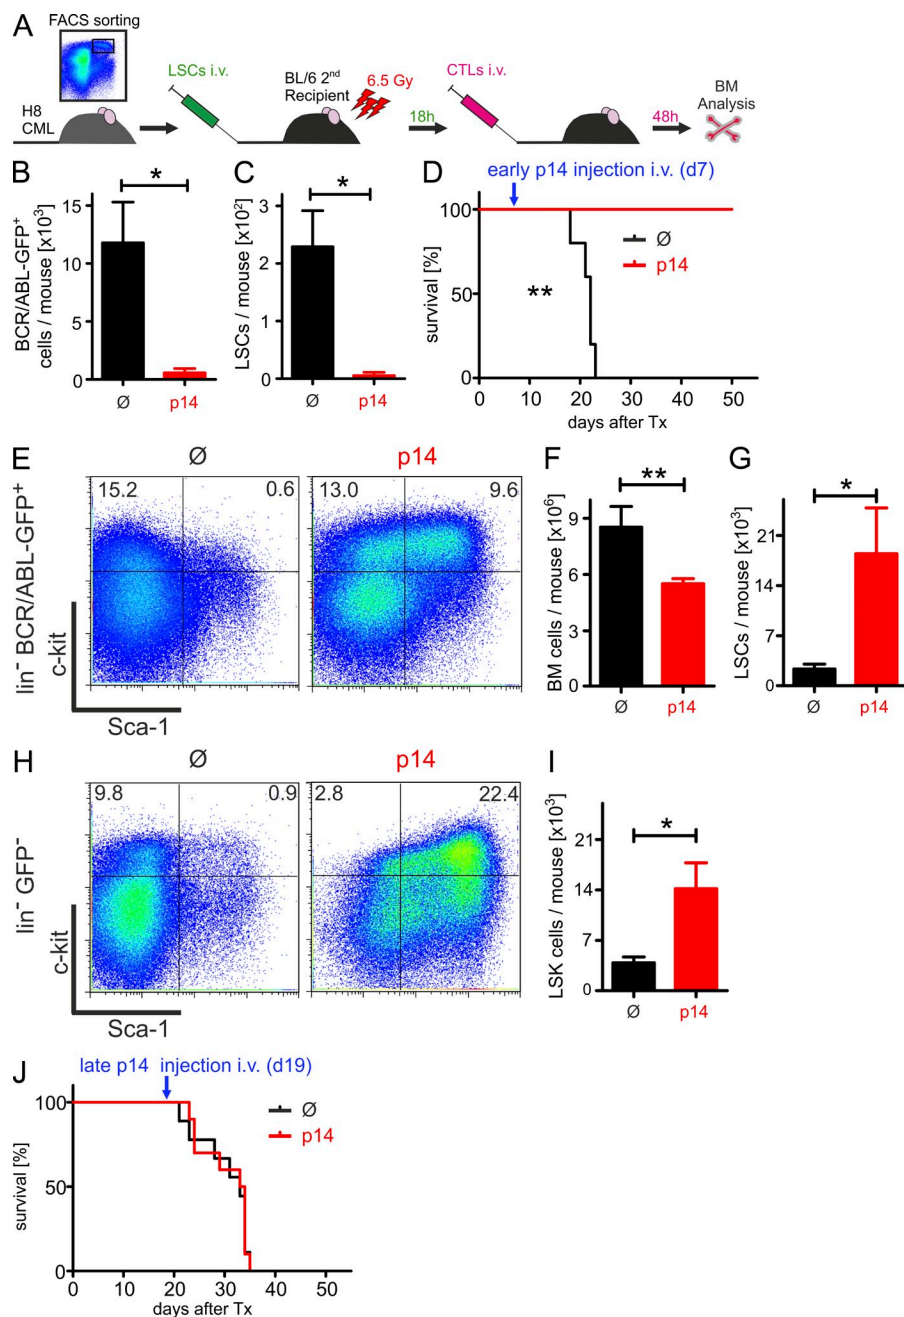 A
FACS sorting
LSCs i.v.
BL/6 2nd
Recipient
6.5 Gy
CTLs i.v.
BM
Analysis
H8
CML
18h
48h
B
*
BCR/ABL-GFP+
cells / mouse [x10³]
15
10
5
0
Ø
p14
C
*
LSCs / mouse [x10²]
3
2
1
0
Ø
p14
D
early p14 injection i.v. (d7)
survival [%]
100
50
0
**
Ø
p14
0 10 20 30 40 50
days after Tx
E
Ø
p14
lin- BCR/ABL-GFP+
15.2
0.6
13.0
9.6
c-kit
Sca-1
F
**
BM cells / mouse [x10⁶]
9
6
3
0
Ø
p14
G
*
LSCs / mouse [x10³]
21
14
7
0
Ø
p14
H
Ø
p14
lin- GFP-
9.8
0.9
2.8
22.4
c-kit
Sca-1
I
*
LSK cells / mouse [x10³]
21
14
7
0
Ø
p14
J
late p14 injection i.v. (d19)
survival [%]
100
50
0
Ø
p14
0 10 20 30 40 50
days after Tx